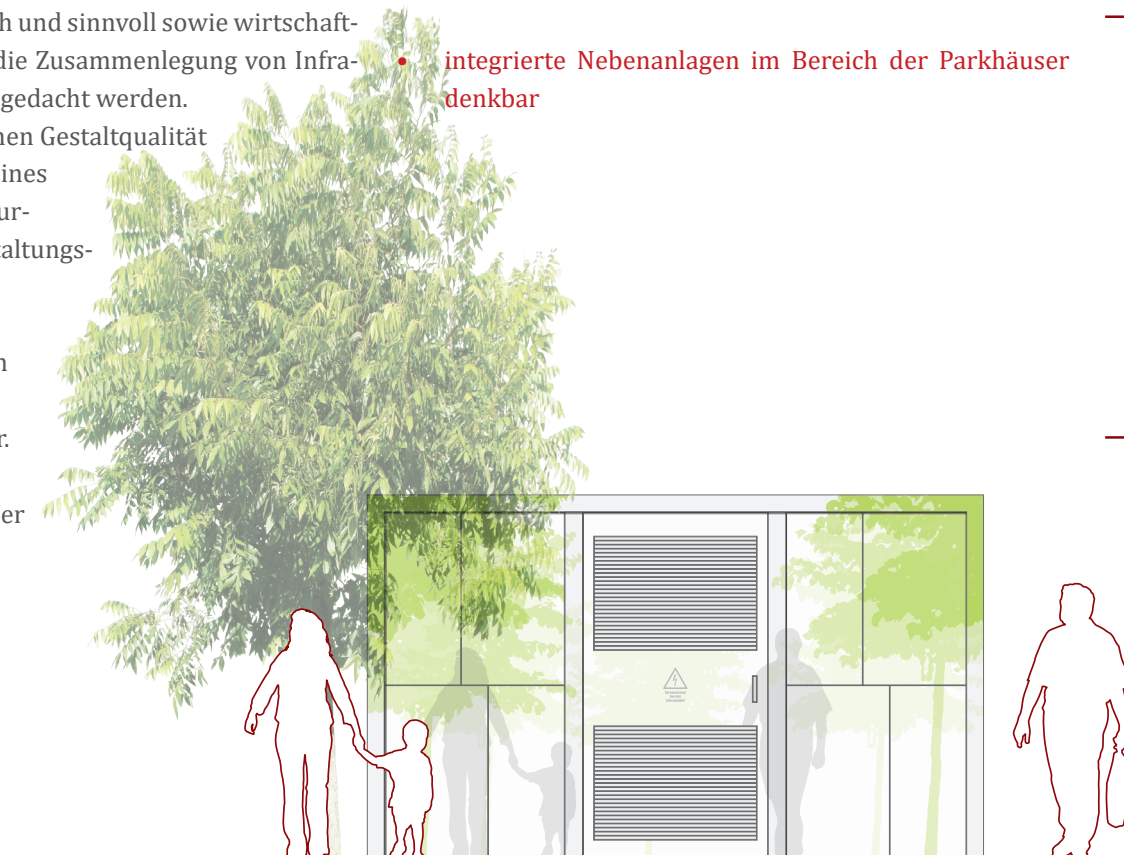 h und sinnvoll sowie wirtschaft-
die Zusammenlegung von Infra-
gedacht werden.
nen Gestaltqualität
ines
ur-
altungs-
n
r.
er
• integrierte Nebenanlagen im Bereich der Parkhäuser
denkbar